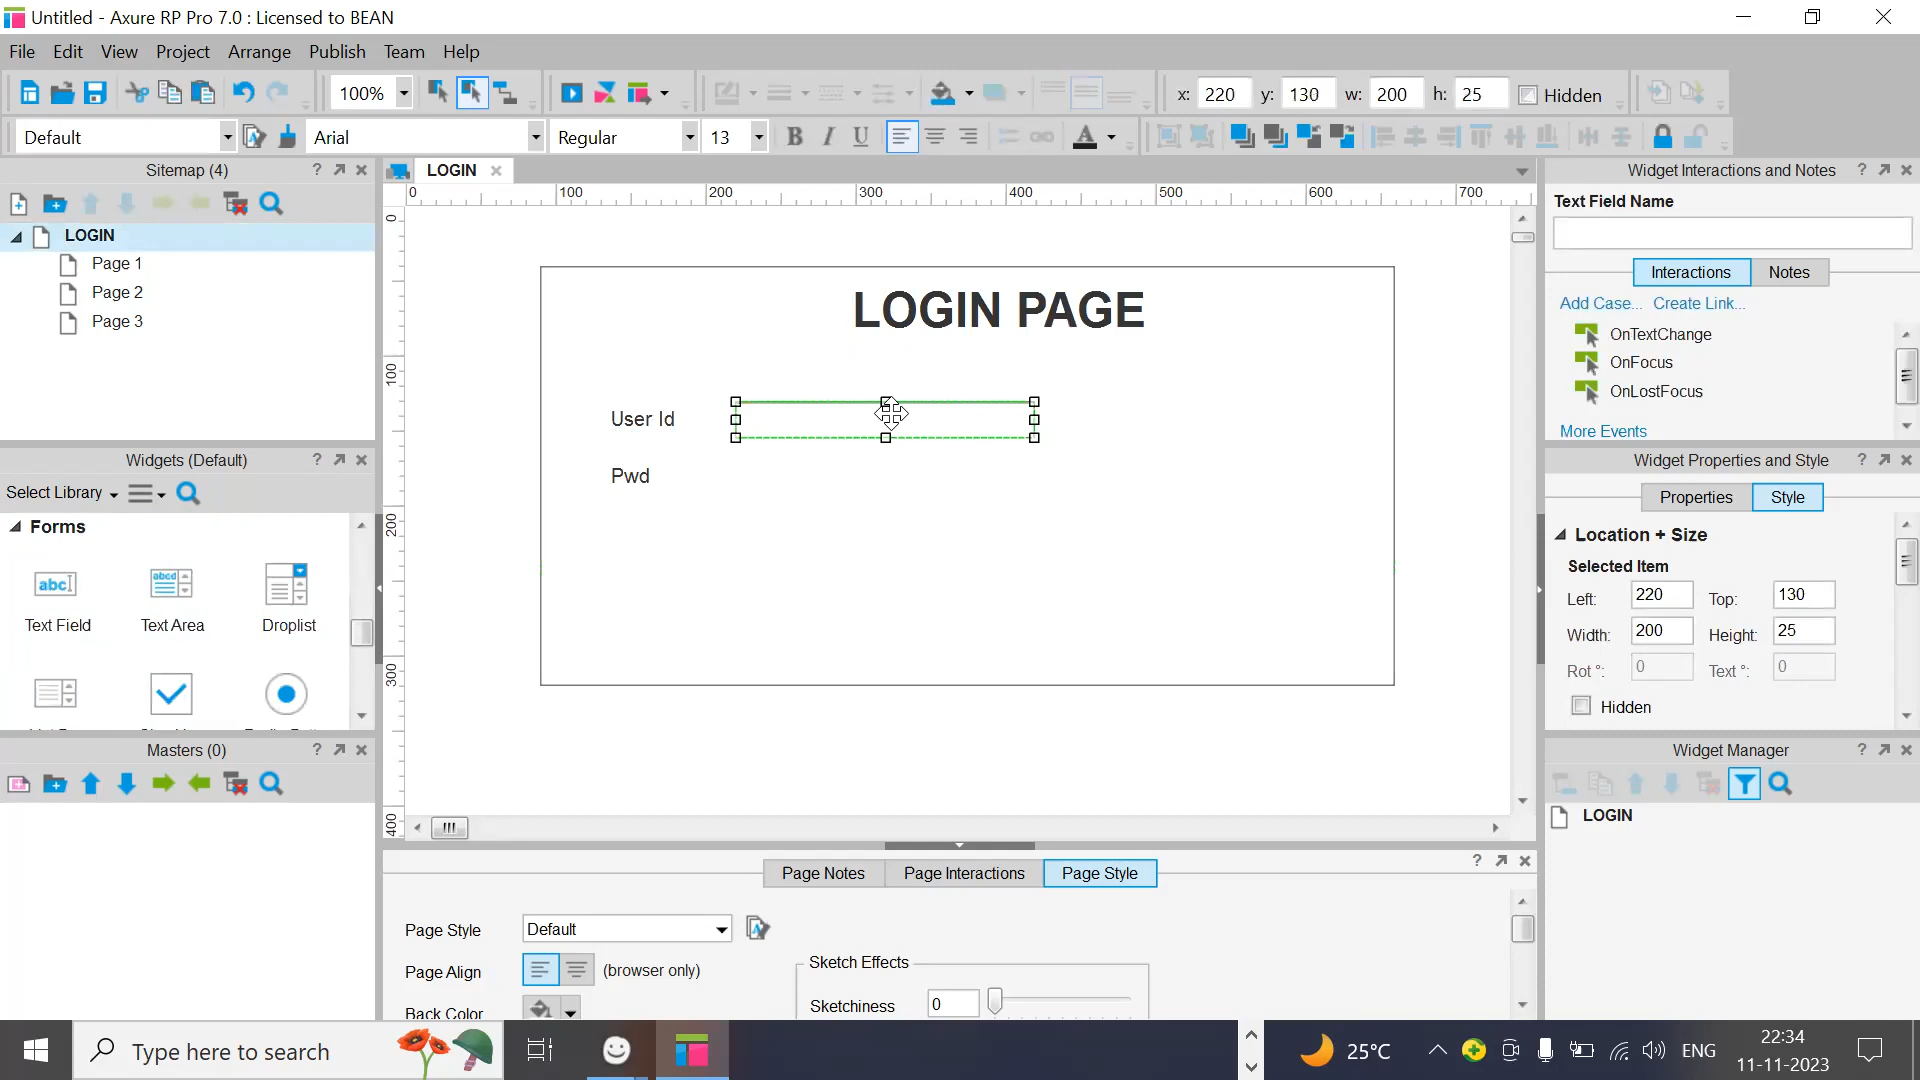 Untitled - Axure RP Pro 7.0 : Licensed to BEAN
File Edit View Project Arrange Publish Team Help
100% x: 220 y: 130 w: 200 h: 25 Hidden
Default Arial Regular 13 B I U A
Sitemap (4)
LOGIN
Page 1
Page 2
Page 3
Widgets (Default)
Select Library
Forms
Text Field Text Area Droplist
Masters (0)
LOGIN
0 100 200 300 400 500 600 700
0
100
200
300
400
LOGIN PAGE
User Id
Pwd
Page Notes Page Interactions Page Style
Page Style Default
Page Align (browser only)
Back Color
Sketch Effects
Sketchiness 0
Widget Interactions and Notes
Text Field Name
Interactions Notes
Add Case... Create Link...
OnTextChange
OnFocus
OnLostFocus
More Events
Widget Properties and Style
Properties Style
Location + Size
Selected Item
Left: 220 Top: 130
Width: 200 Height: 25
Rot °: 0 Text °: 0
Hidden
Widget Manager
LOGIN
Type here to search
25°C ENG
22:34
11-11-2023